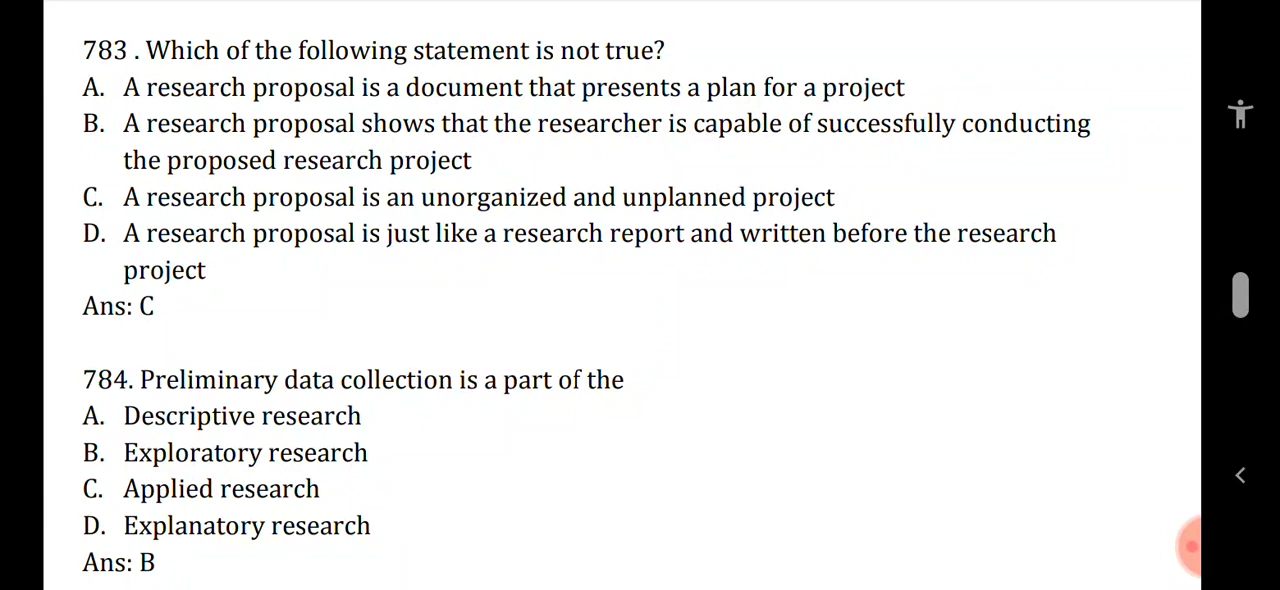 783 . Which of the following statement is not true?
A. A research proposal is a document that presents a plan for a project
B. A research proposal shows that the researcher is capable of successfully conducting
the proposed research project
C. A research proposal is an unorganized and unplanned project
D. A research proposal is just like a research report and written before the research
project
Ans: C
784. Preliminary data collection is a part of the
A. Descriptive research
B. Exploratory research
C. Applied research
D. Explanatory research
Ans: B